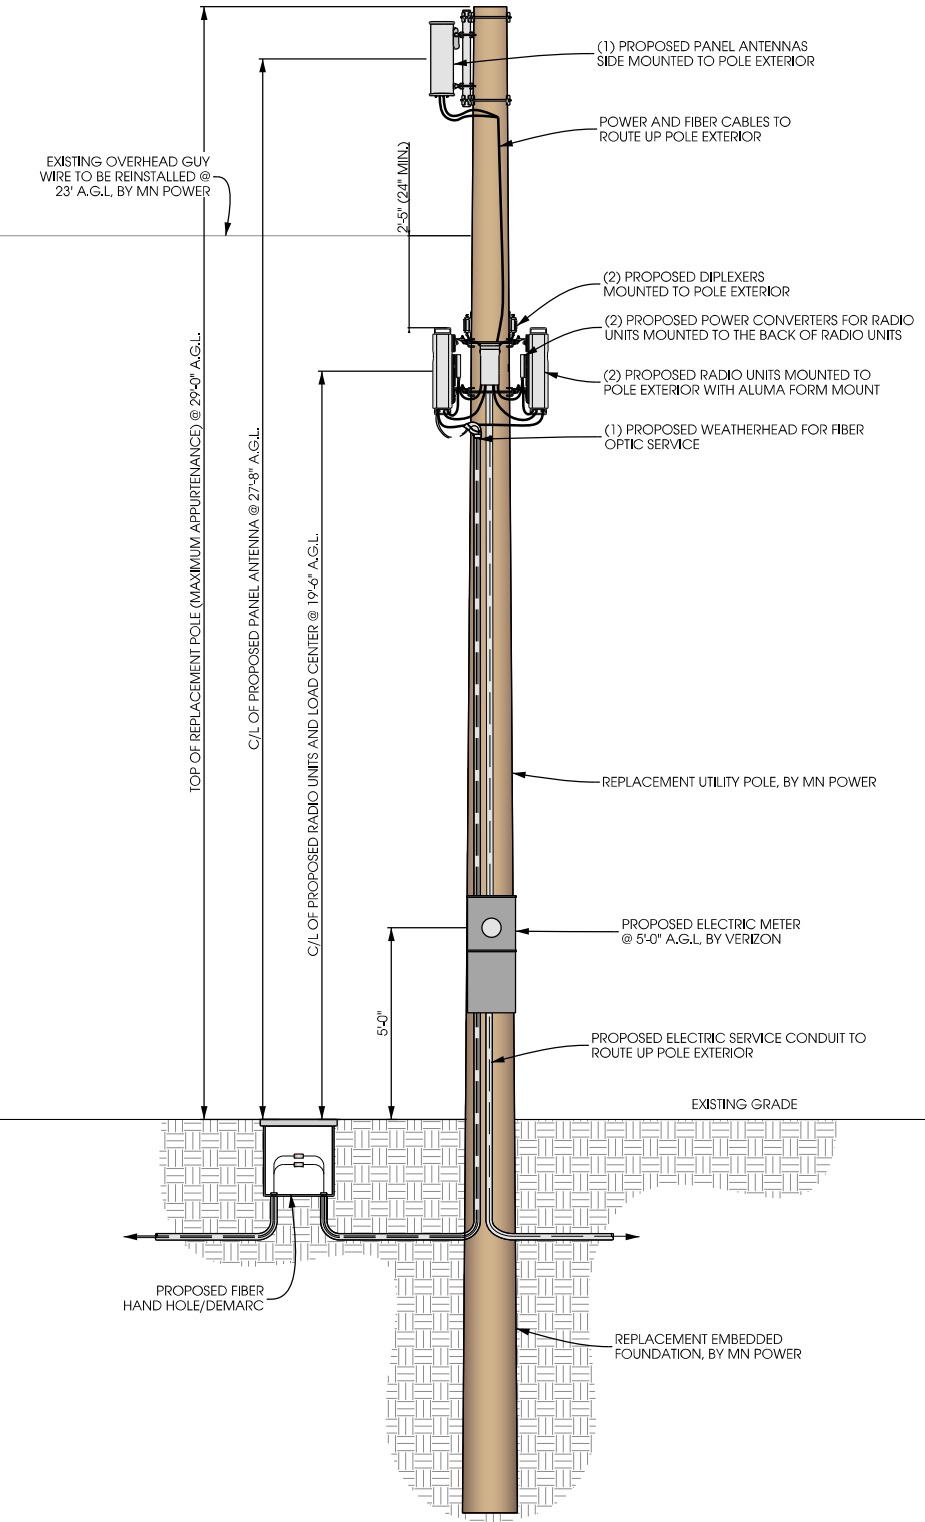 (1) PROPOSED PANEL ANTENNAS
SIDE MOUNTED TO POLE EXTERIOR
POWER AND FIBER CABLES TO
ROUTE UP POLE EXTERIOR
EXISTING OVERHEAD GUY
WIRE TO BE REINSTALLED @
23' A.G.L, BY MN POWER
2'-5" (24" MIN.)
(2) PROPOSED DIPLEXERS
MOUNTED TO POLE EXTERIOR
(2) PROPOSED POWER CONVERTERS FOR RADIO
UNITS MOUNTED TO THE BACK OF RADIO UNITS
(2) PROPOSED RADIO UNITS MOUNTED TO
POLE EXTERIOR WITH ALUMA FORM MOUNT
(1) PROPOSED WEATHERHEAD FOR FIBER
OPTIC SERVICE
TOP OF REPLACEMENT POLE (MAXIMUM APPURTENANCE) @ 29'-0" A.G.L.
C/L OF PROPOSED PANEL ANTENNA @ 27'-8" A.G.L.
C/L OF PROPOSED RADIO UNITS AND LOAD CENTER @ 19'-6" A.G.L.
REPLACEMENT UTILITY POLE, BY MN POWER
PROPOSED ELECTRIC METER
@ 5'-0" A.G.L, BY VERIZON
5'-0"
PROPOSED ELECTRIC SERVICE CONDUIT TO
ROUTE UP POLE EXTERIOR
EXISTING GRADE
PROPOSED FIBER
HAND HOLE/DEMARC
REPLACEMENT EMBEDDED
FOUNDATION, BY MN POWER